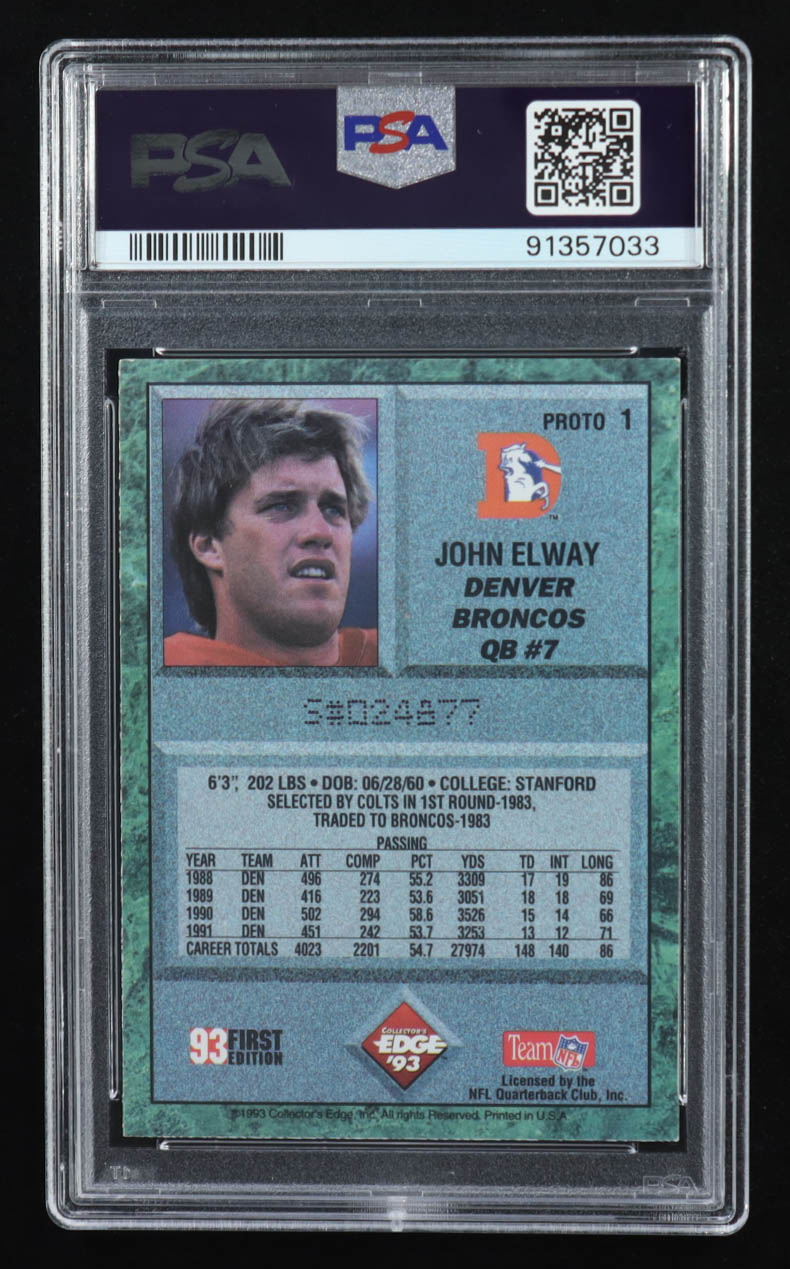 PSA
PSA
91357033
PROTO 1
D
TM
JOHN ELWAY
DENVER
BRONCOS
QB #7
S#024877
6'3", 202 LBS • DOB: 06/28/60 • COLLEGE: STANFORD
SELECTED BY COLTS IN 1ST ROUND-1983,
TRADED TO BRONCOS-1983
PASSING
YEAR TEAM ATT COMP PCT YDS TD INT LONG
1988 DEN 496 274 55.2 3309 17 19 86
1989 DEN 416 223 53.6 3051 18 18 69
1990 DEN 502 294 58.6 3526 15 14 66
1991 DEN 451 242 53.7 3253 13 12 71
CAREER TOTALS 4023 2201 54.7 27974 148 140 86
93 FIRST
EDITION
COLLECTOR'S
EDGE
'93
Team NFL
Licensed by the
NFL Quarterback Club, Inc.
©1993 Collector's Edge, Inc. All rights Reserved. Printed in U.S.A.
PSA